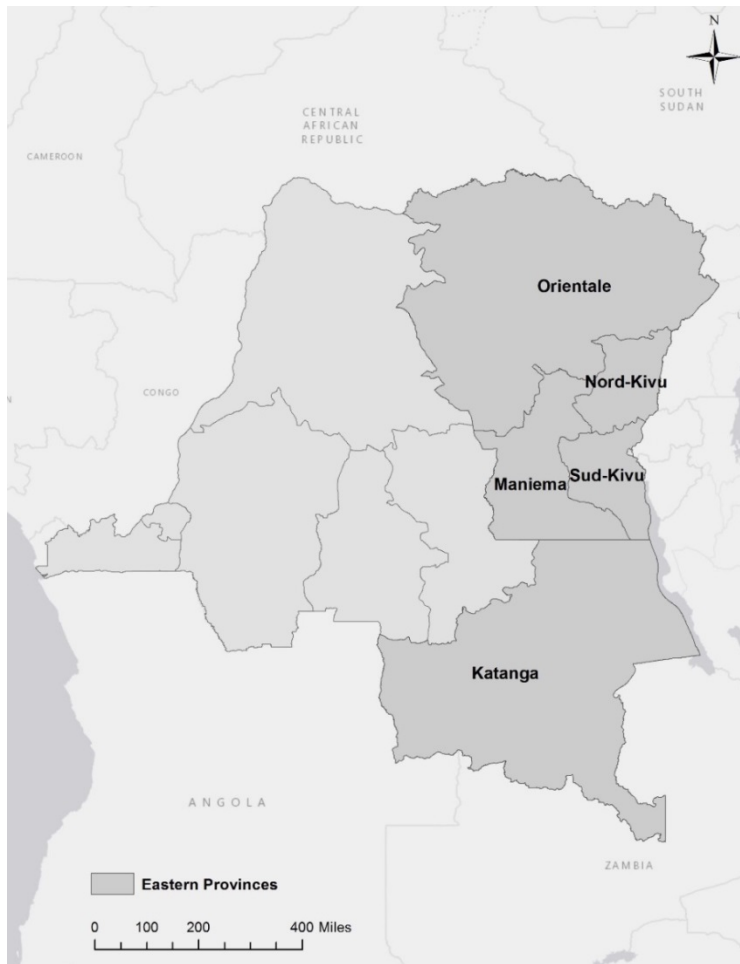 N
SOUTH
SUDAN
CENTRAL
AFRICAN
REPUBLIC
CAMEROON
Orientale
Nord-Kivu
CONGO
Sud-Kivu
Maniema
Katanga
ANGOLA
ZAMBIA
Eastern Provinces
0 100 200 400 Miles